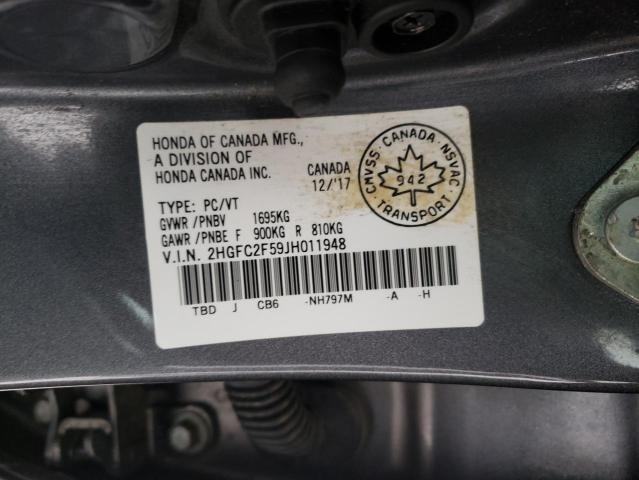 HONDA OF CANADA MFG.,
A DIVISION OF
HONDA CANADA INC.
CANADA
12/'17
TYPE: PC/VT
GVWR /PNBV 1695KG
GAWR /PNBE F 900KG R 810KG
V.I.N. 2HGFC2F59JH011948
TBD J CB6 -NH797M -A -H
CMVSS · CANADA · NSVAC
942
TRANSPORT